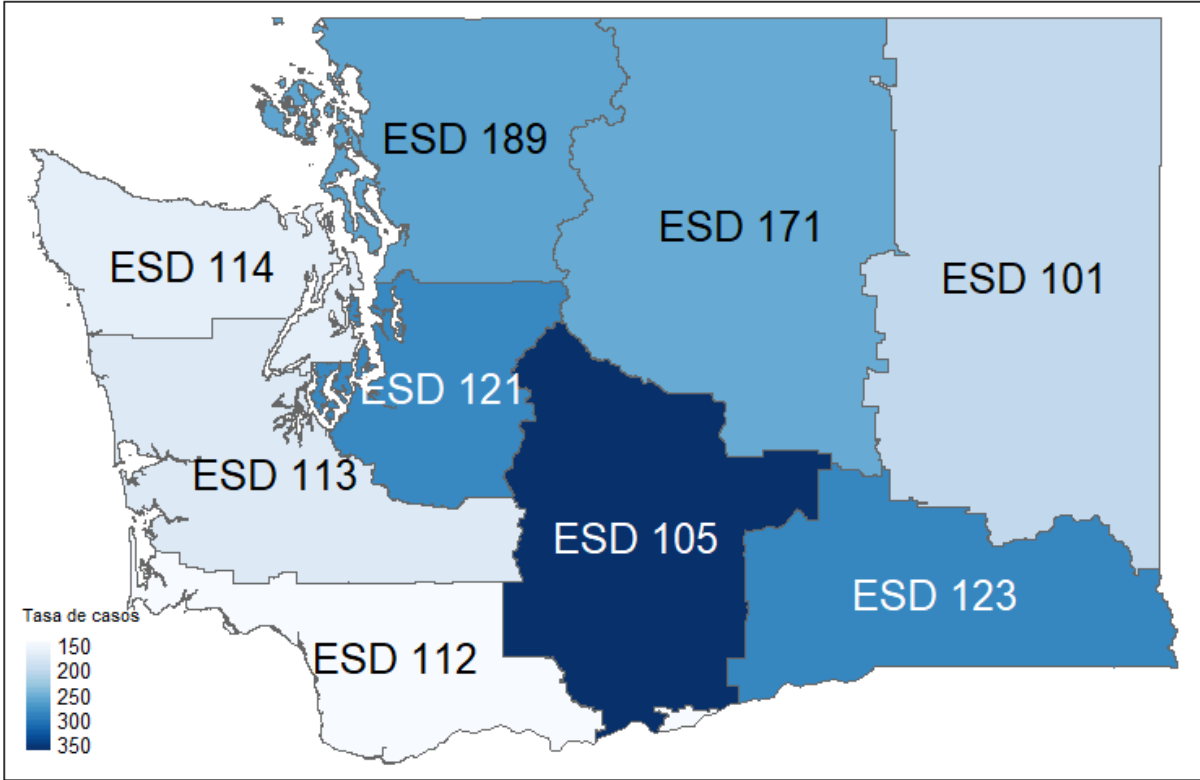 ESD 189
ESD 171
ESD 114
ESD 101
ESD 121
ESD 113
ESD 105
ESD 123
ESD 112
Tasa de casos
150
200
250
300
350